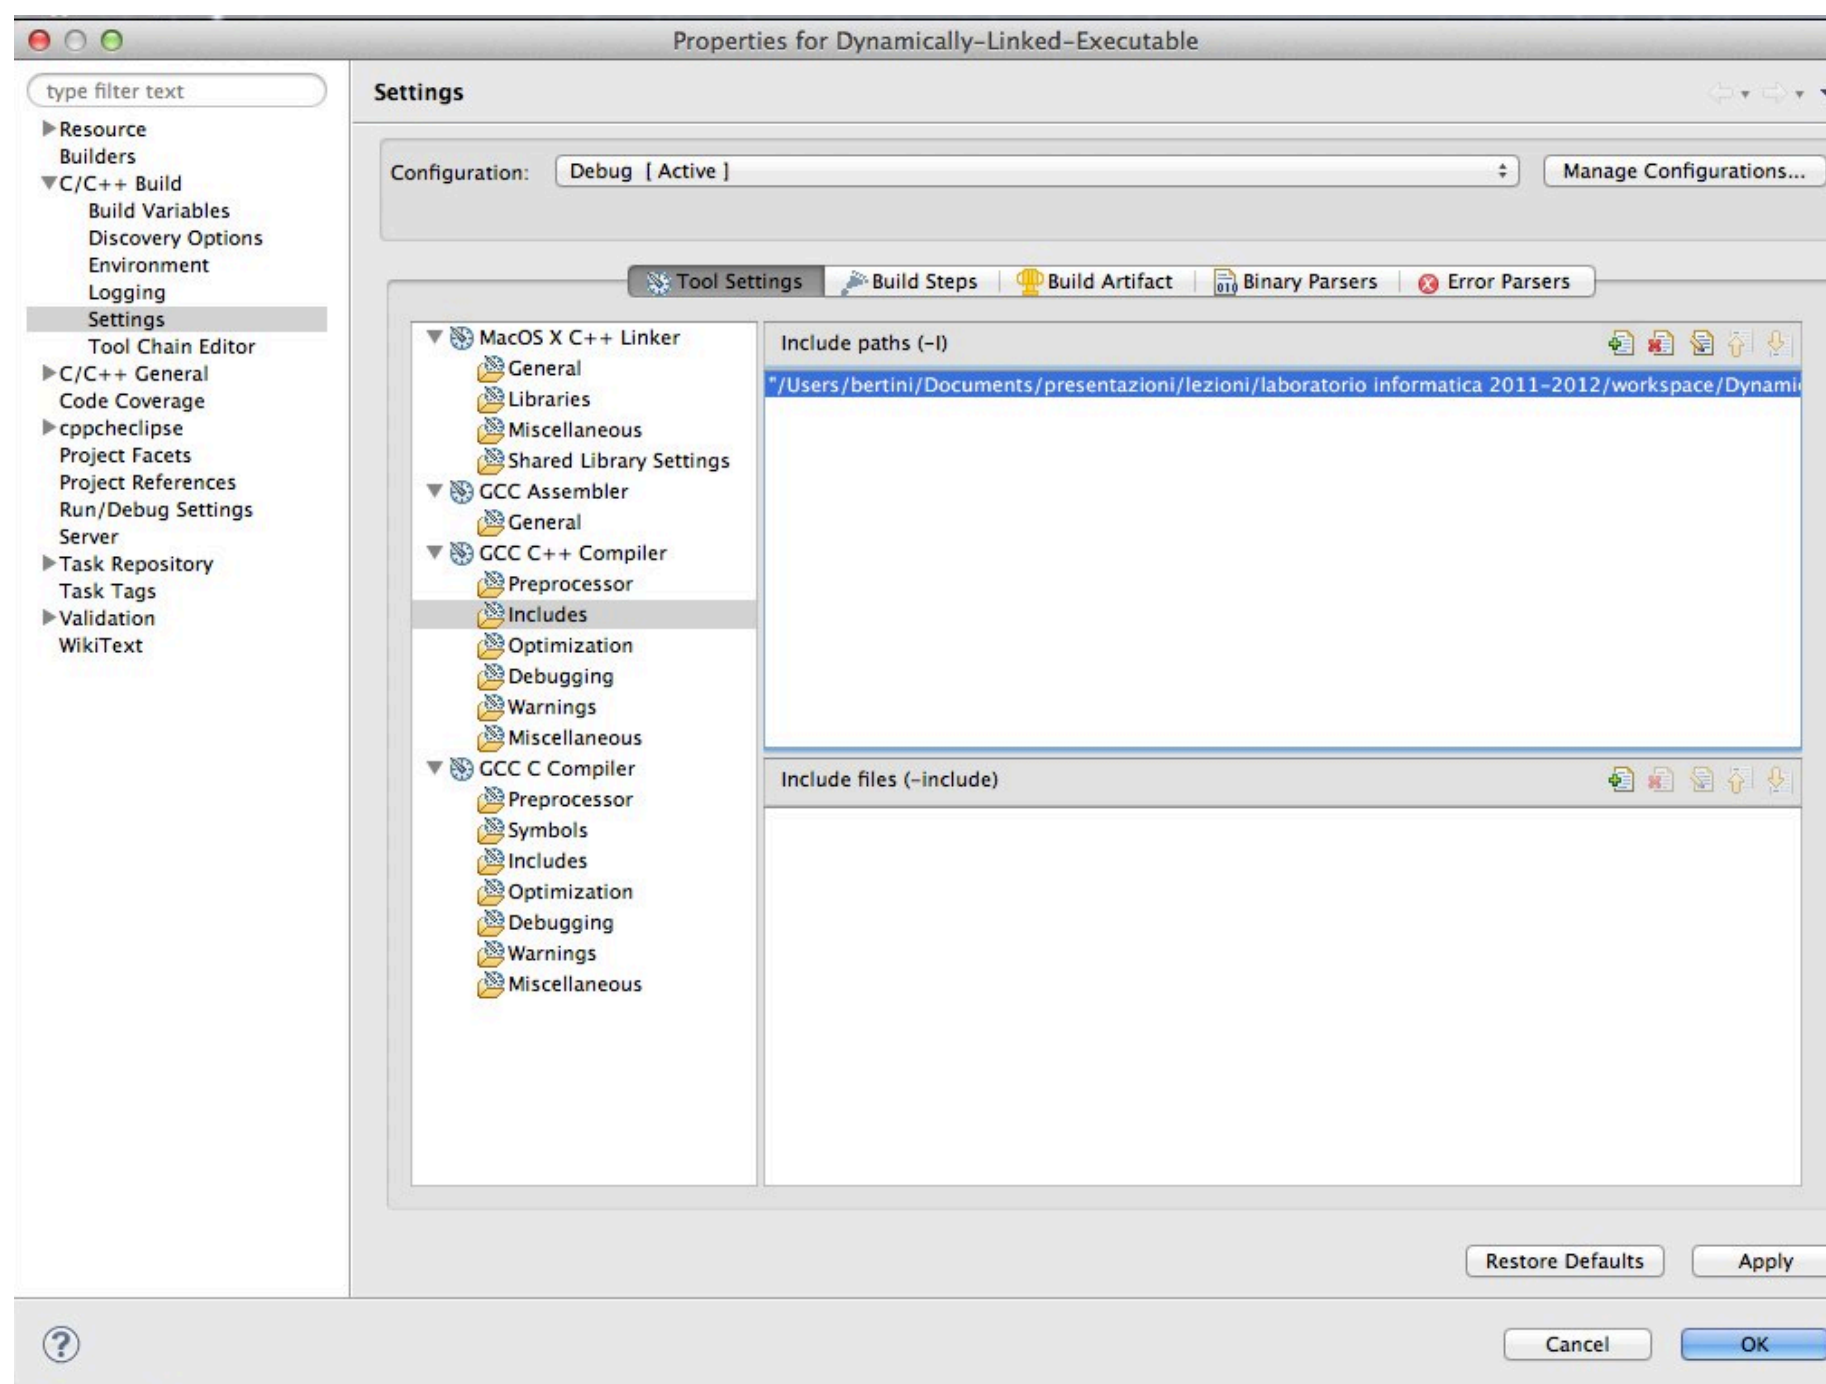 Properties for Dynamically-Linked-Executable
type filter text
Resource
Builders
C/C++ Build
Build Variables
Discovery Options
Environment
Logging
Settings
Tool Chain Editor
C/C++ General
Code Coverage
cppcheclipse
Project Facets
Project References
Run/Debug Settings
Server
Task Repository
Task Tags
Validation
WikiText
Settings
Configuration: Debug [ Active ] Manage Configurations...
Tool Settings Build Steps Build Artifact Binary Parsers Error Parsers
MacOS X C++ Linker
General
Libraries
Miscellaneous
Shared Library Settings
GCC Assembler
General
GCC C++ Compiler
Preprocessor
Includes
Optimization
Debugging
Warnings
Miscellaneous
GCC C Compiler
Preprocessor
Symbols
Includes
Optimization
Debugging
Warnings
Miscellaneous
Include paths (-I)
"/Users/bertini/Documents/presentazioni/lezioni/laboratorio informatica 2011-2012/workspace/Dynami
Include files (-include)
Restore Defaults Apply
? Cancel OK